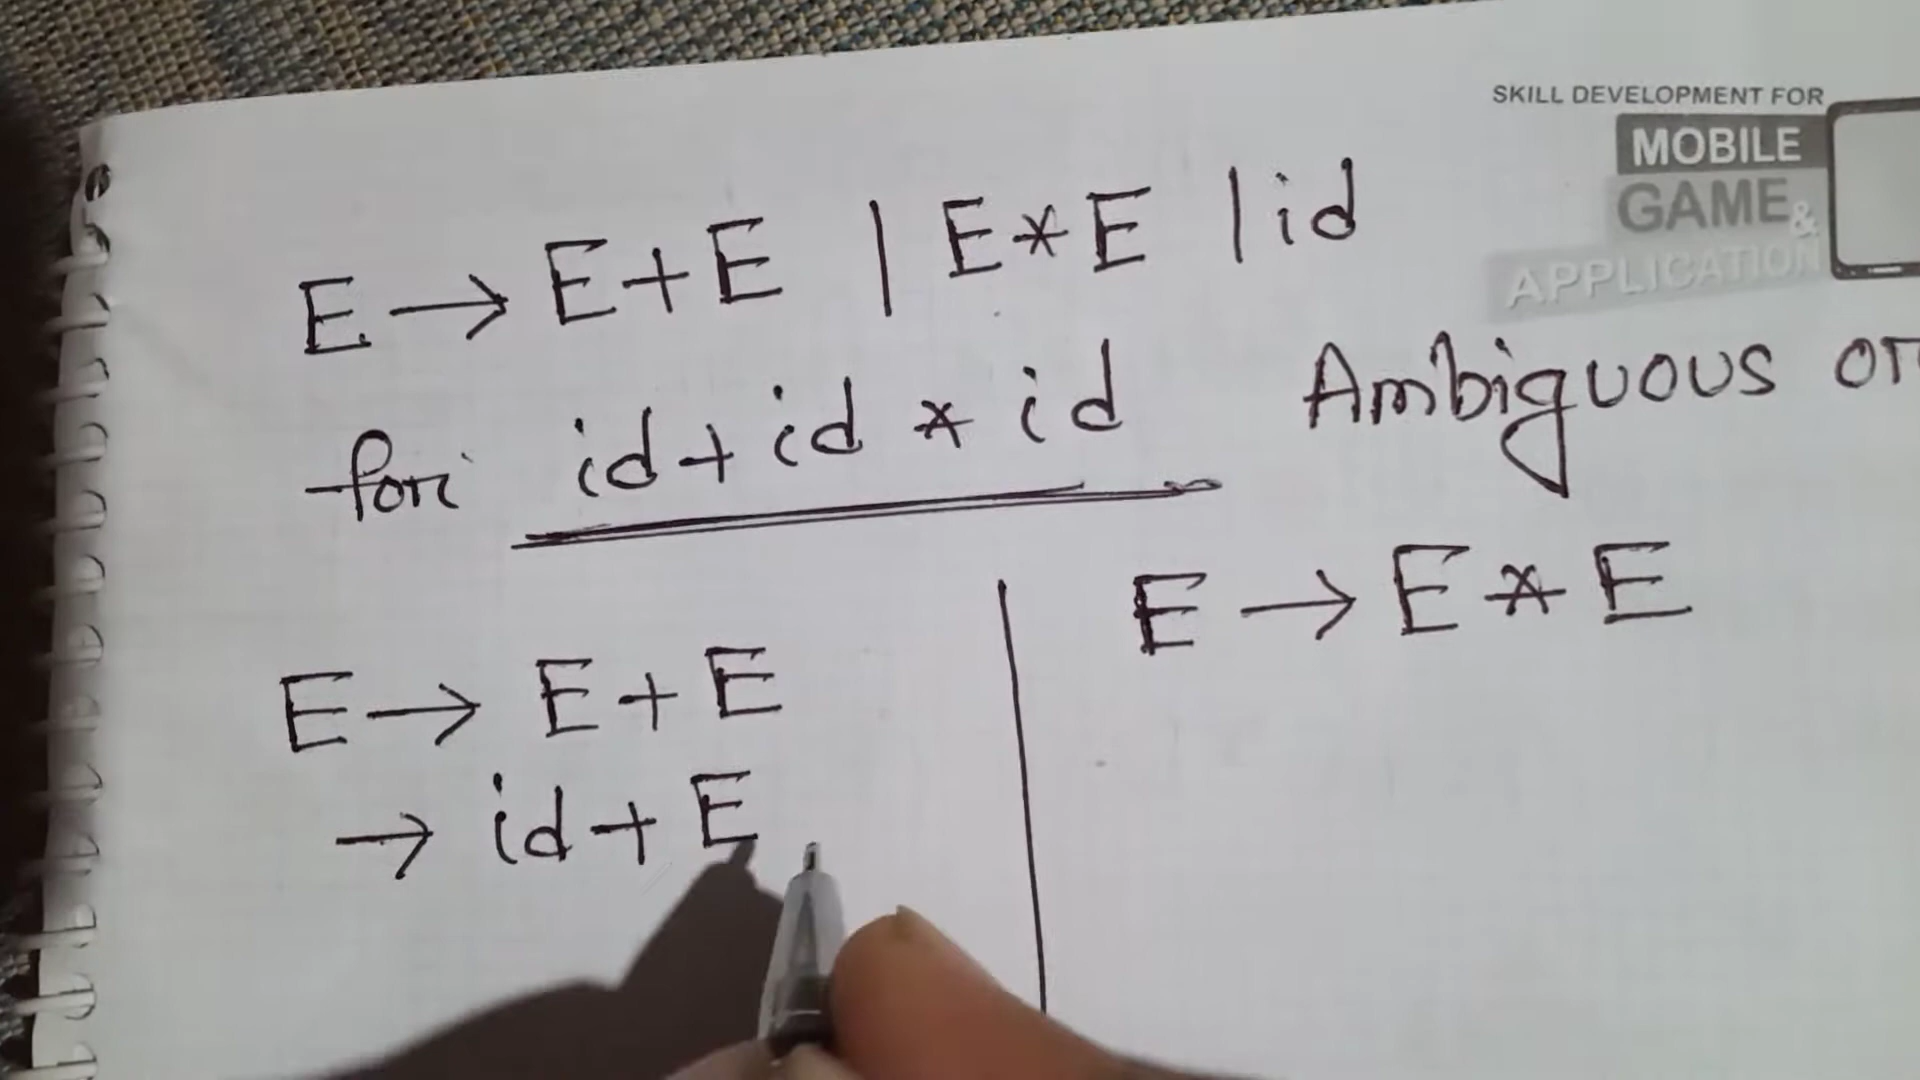 SKILL DEVELOPMENT FOR
MOBILE
GAME &
APPLICATION
E → E+E | E*E | id
for id+id * id Ambiguous or
E → E + E
→ id + E
E → E * E